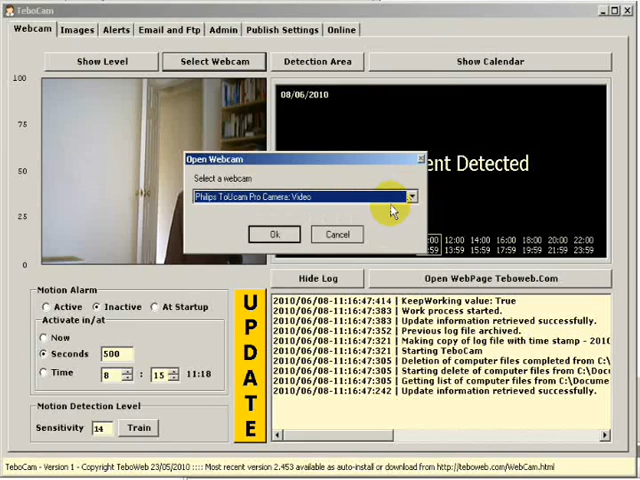 TeboCam
Webcam Images Alerts Email and Ftp Admin Publish Settings Online
Show Level Select Webcam Detection Area Show Calendar
100
75
50
25
0
08/06/2010
ent Detected
12:00 14:00 16:00 18:00 20:00 22:00
:59 13:59 15:59 17:59 19:59 21:59 23:59
Open Webcam
Select a webcam
Philips ToUcam Pro Camera: Video
Ok Cancel
Hide Log Open WebPage Teboweb.Com
Motion Alarm
Active Inactive At Startup
Activate in/at
Now
Seconds 500
Time 8 : 15 11:18
Motion Detection Level
Sensitivity 14 Train
UPDATE
2010/06/08-11:16:47:414 | KeepWorking value: True
2010/06/08-11:16:47:383 | Work process started.
2010/06/08-11:16:47:383 | Update information retrieved successfully.
2010/06/08-11:16:47:352 | Previous log file archived.
2010/06/08-11:16:47:321 | Making copy of log file with time stamp - 2010
2010/06/08-11:16:47:321 | Starting TeboCam
2010/06/08-11:16:47:305 | Deletion of computer files completed from C:\
2010/06/08-11:16:47:305 | Starting delete of computer files from C:\Docu
2010/06/08-11:16:47:305 | Getting list of computer files from C:\Docume
2010/06/08-11:16:47:242 | Update information retrieved successfully.
TeboCam - Version 1 - Copyright TeboWeb 23/05/2010 :::: Most recent version 2.453 available as auto-install or download from http://teboweb.com/WebCam.html